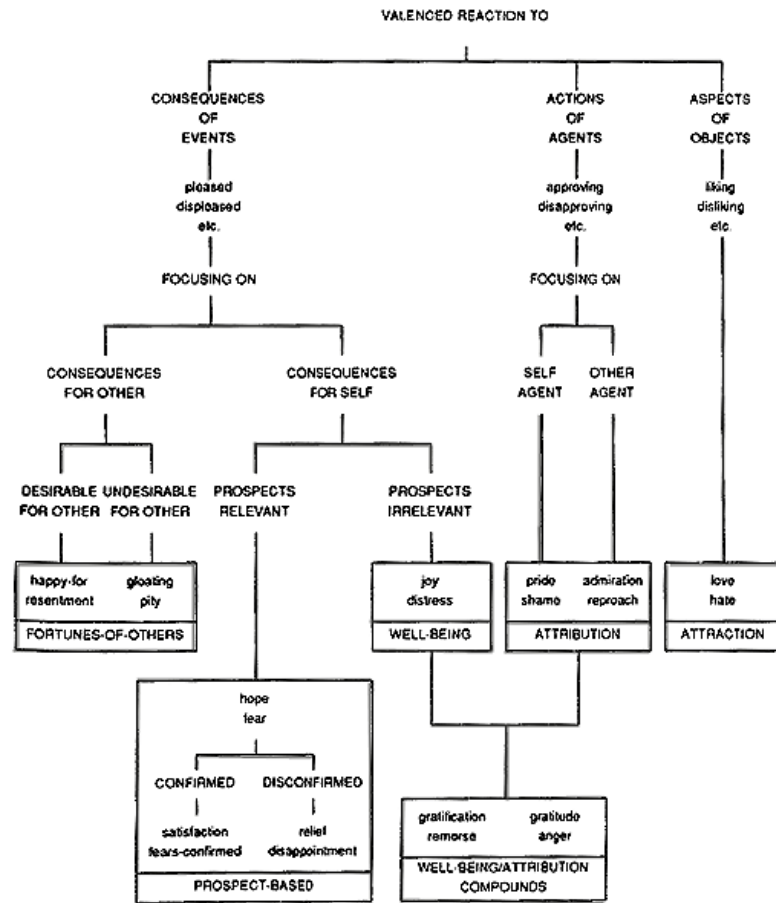 VALENCED REACTION TO
CONSEQUENCES
OF
EVENTS
ACTIONS
OF
AGENTS
ASPECTS
OF
OBJECTS
pleased
displeased
etc.
approving
disapproving
etc.
liking
disliking
etc.
FOCUSING ON
FOCUSING ON
CONSEQUENCES
FOR OTHER
CONSEQUENCES
FOR SELF
SELF
AGENT
OTHER
AGENT
DESIRABLE
FOR OTHER
UNDESIRABLE
FOR OTHER
PROSPECTS
RELEVANT
PROSPECTS
IRRELEVANT
happy-for
resentment
gloating
pity
FORTUNES-OF-OTHERS
joy
distress
WELL-BEING
pride
shame
admiration
reproach
ATTRIBUTION
love
hate
ATTRACTION
hope
fear
CONFIRMED
DISCONFIRMED
satisfaction
fears-confirmed
relief
disappointment
PROSPECT-BASED
gratification
remorse
gratitude
anger
WELL-BEING/ATTRIBUTION
COMPOUNDS